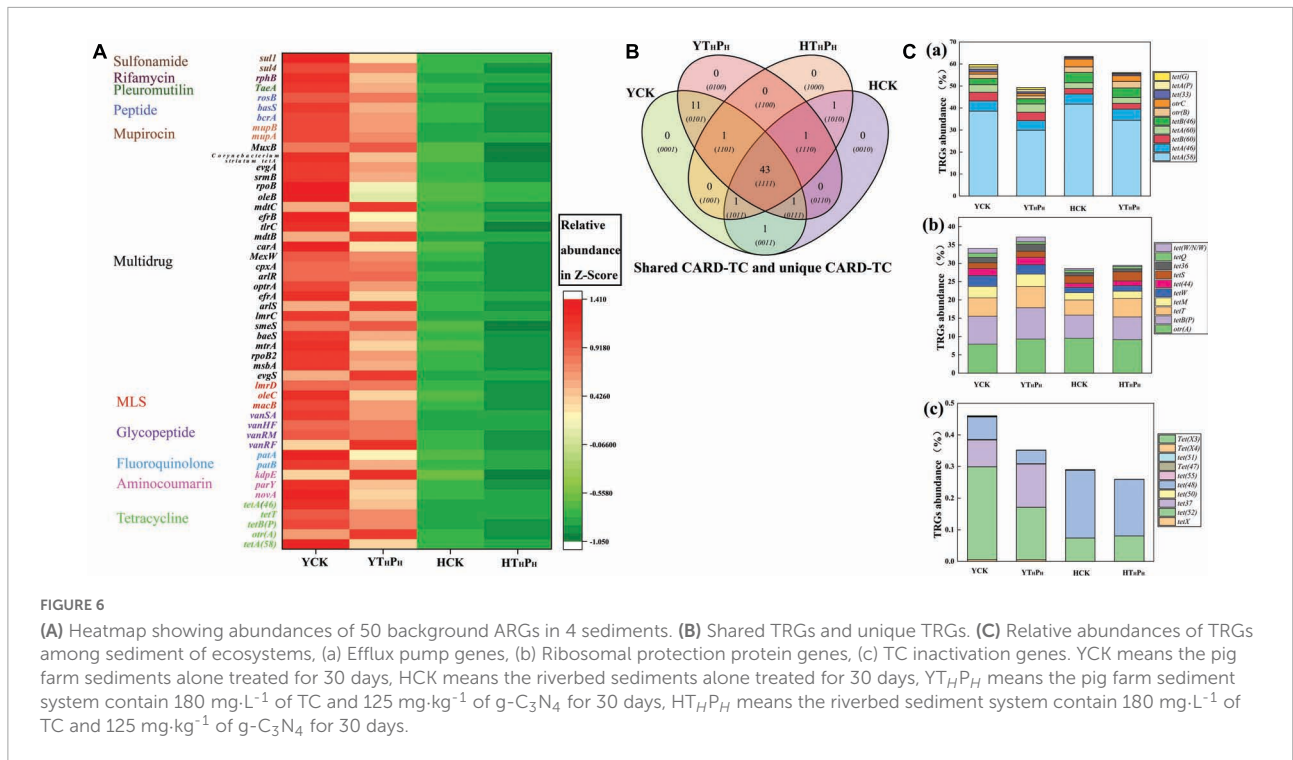 A
Sulfonamide
Rifamycin
Pleuromutilin
Peptide
Mupirocin
Multidrug
MLS
Glycopeptide
Fluoroquinolone
Aminocoumarin
Tetracycline
sul1
sul4
rphB
TaeA
rosB
basS
bcrA
mupB
mupA
MuxB
Corynebacterium
striatum tetA
evgA
srmB
rpoB
oleB
mdtC
efrB
tlrC
mdtB
carA
MexW
cpxA
arlR
optrA
efrA
arlS
lmrC
smeS
baeS
mtrA
rpoB2
msbA
evgS
lmrD
oleC
macB
vanSA
vanHF
vanRM
vanRF
patA
patB
kdpE
parY
novA
tetA(46)
tetT
tetB(P)
otr(A)
tetA(58)
YCK YTHPH HCK HTHPH
Relative
abundance
in Z-Score
1.410
0.9180
0.4260
-0.06600
-0.5580
-1.050
B
YTHPH HTHPH
YCK HCK
0
(0100)
0
(1000)
11
(0101)
0
(1100)
1
(1010)
0
(0001)
1
(1101)
1
(1110)
0
(0010)
43
(1111)
0
(1001)
0
(0110)
1
(1011)
1
(0111)
1
(0011)
Shared CARD-TC and unique CARD-TC
C
(a)
TRGs abundance (%)
70
60
50
40
30
20
10
0
YCK YTHPH HCK YTHPH
tet(G)
tetA(P)
tet(33)
otrC
otr(B)
tetB(46)
tetA(60)
tetB(60)
tetA(46)
tetA(58)
(b)
TRGs abundance (%)
40
35
30
25
20
15
10
5
0
YCK YTHPH HCK HTHPH
tet(W/N/W)
tetQ
tet36
tetS
tet(44)
tetW
tetM
tetT
tetB(P)
otr(A)
(c)
TRGs abundance (%)
0.5
0.4
0.3
0.2
0.1
0.0
YCK YTHPH HCK HTHPH
Tet(X3)
Tet(X4)
tet(51)
Tet(47)
tet(55)
tet(48)
tet(50)
tet37
tet(52)
tetX
FIGURE 6
(A) Heatmap showing abundances of 50 background ARGs in 4 sediments. (B) Shared TRGs and unique TRGs. (C) Relative abundances of TRGs
among sediment of ecosystems, (a) Efflux pump genes, (b) Ribosomal protection protein genes, (c) TC inactivation genes. YCK means the pig
farm sediments alone treated for 30 days, HCK means the riverbed sediments alone treated for 30 days, YTHPH means the pig farm sediment
system contain 180 mg·L-1 of TC and 125 mg·kg-1 of g-C3N4 for 30 days, HTHPH means the riverbed sediment system contain 180 mg·L-1 of
TC and 125 mg·kg-1 of g-C3N4 for 30 days.